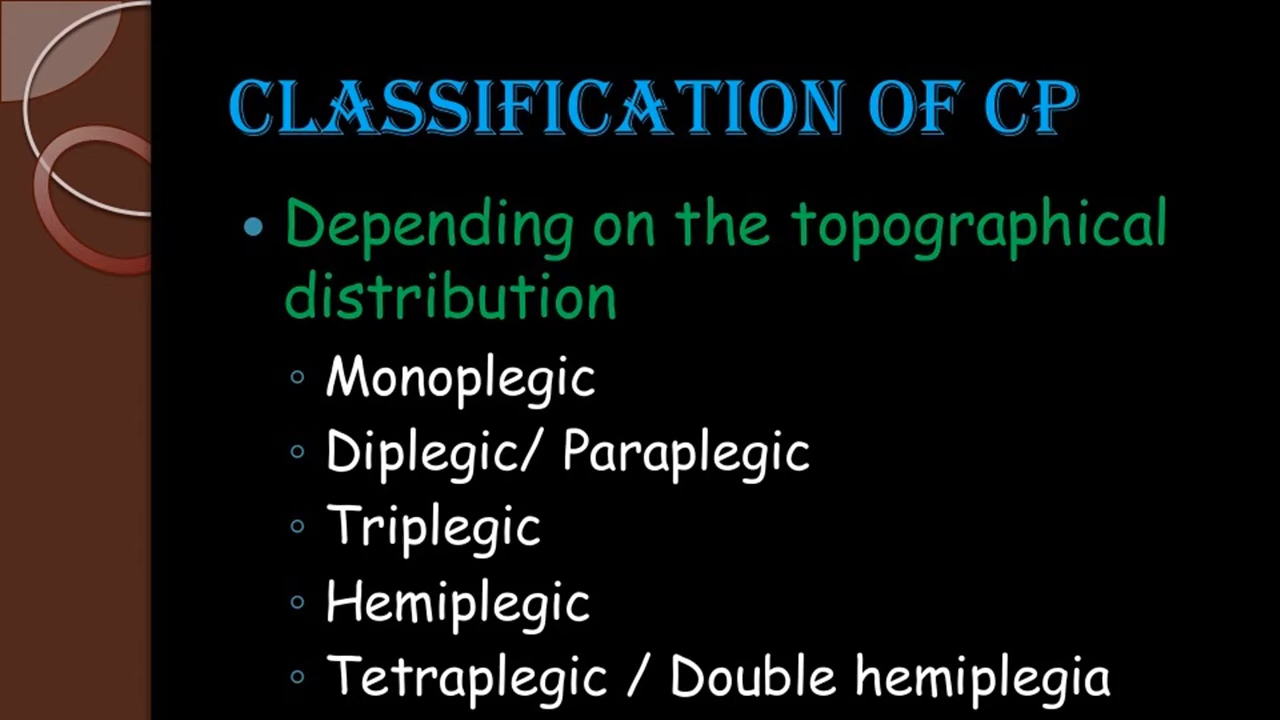 CLASSIFICATION OF CP
• Depending on the topographical
distribution
◦ Monoplegic
◦ Diplegic/ Paraplegic
◦ Triplegic
◦ Hemiplegic
◦ Tetraplegic / Double hemiplegia